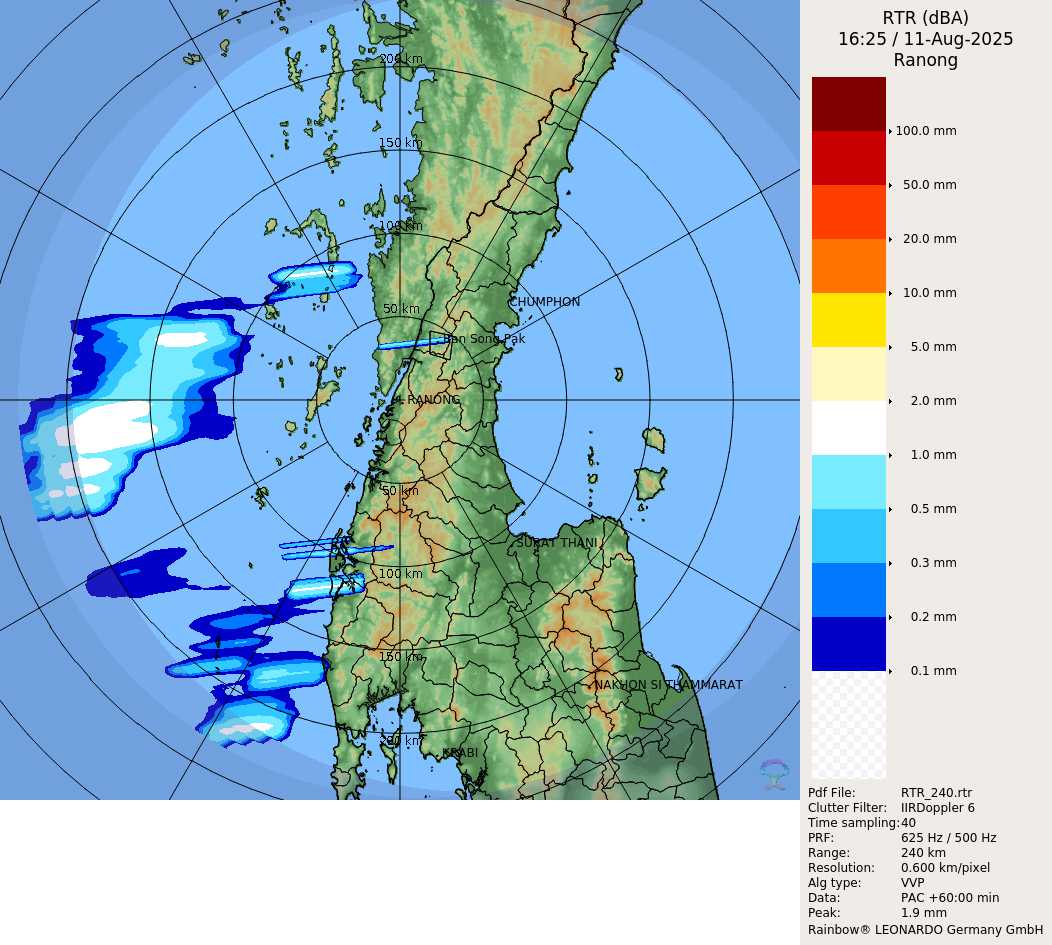 200 km
150 km
100 km
50 km
CHUMPHON
Ban Song Pak
RANONG
50 km
SURAT THANI
100 km
150 km
NAKHON SI THAMMARAT
200 km
KRABI
RTR (dBA)
16:25 / 11-Aug-2025
Ranong
100.0 mm
50.0 mm
20.0 mm
10.0 mm
5.0 mm
2.0 mm
1.0 mm
0.5 mm
0.3 mm
0.2 mm
0.1 mm
Pdf File: RTR_240.rtr
Clutter Filter: IIRDoppler 6
Time sampling:40
PRF: 625 Hz / 500 Hz
Range: 240 km
Resolution: 0.600 km/pixel
Alg type: VVP
Data: PAC +60:00 min
Peak: 1.9 mm
Rainbow® LEONARDO Germany GmbH